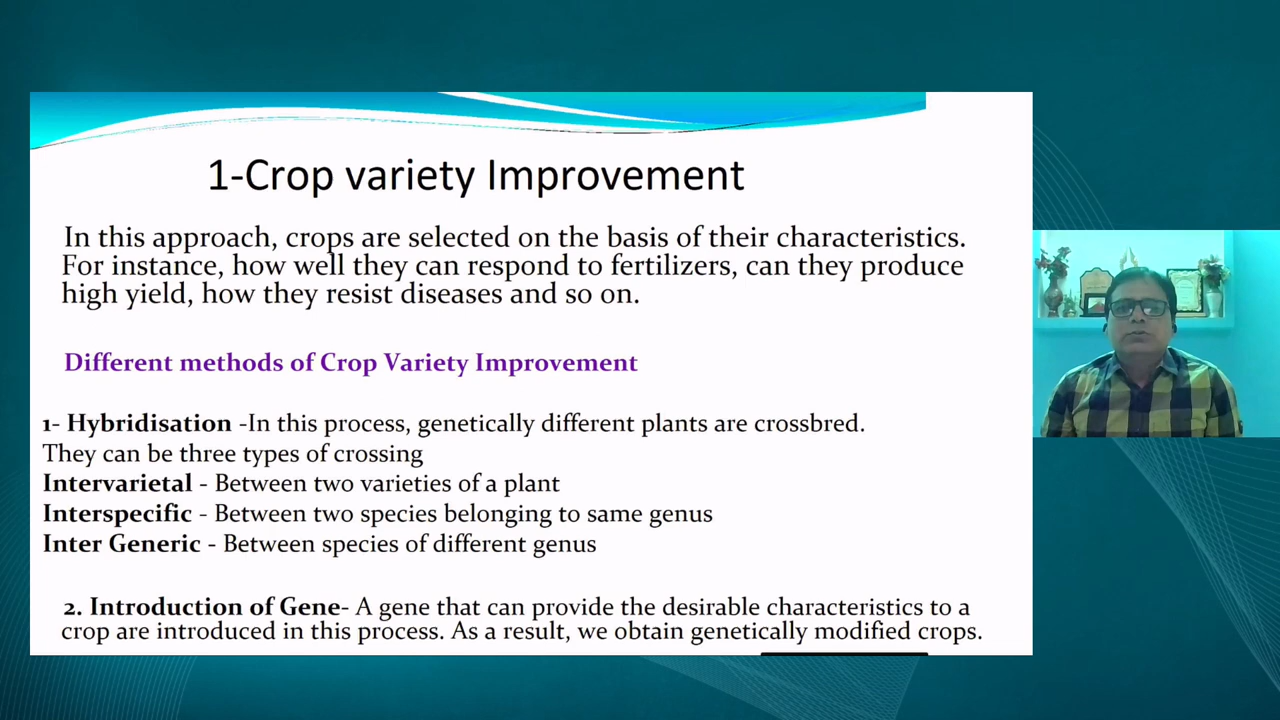 1-Crop variety Improvement
In this approach, crops are selected on the basis of their characteristics.
For instance, how well they can respond to fertilizers, can they produce
high yield, how they resist diseases and so on.
Different methods of Crop Variety Improvement
1- Hybridisation -In this process, genetically different plants are crossbred.
They can be three types of crossing
Intervarietal - Between two varieties of a plant
Interspecific - Between two species belonging to same genus
Inter Generic - Between species of different genus
2. Introduction of Gene- A gene that can provide the desirable characteristics to a
crop are introduced in this process. As a result, we obtain genetically modified crops.